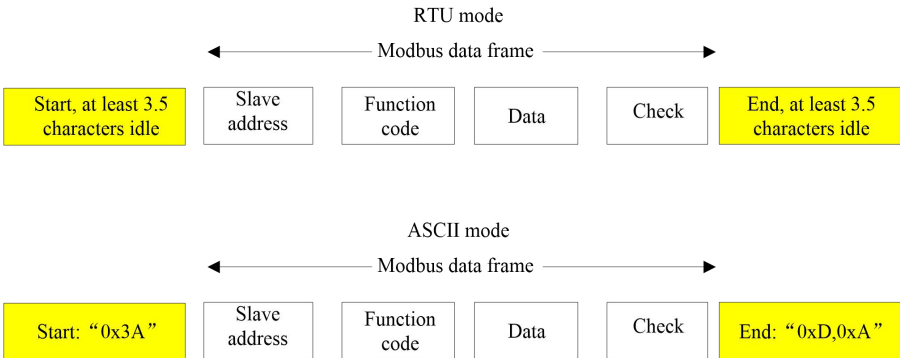 RTU mode
Modbus data frame
Start, at least 3.5
characters idle
Slave
address
Function
code
Data
Check
End, at least 3.5
characters idle
ASCII mode
Modbus data frame
Start: “0x3A”
Slave
address
Function
code
Data
Check
End: “0xD,0xA”